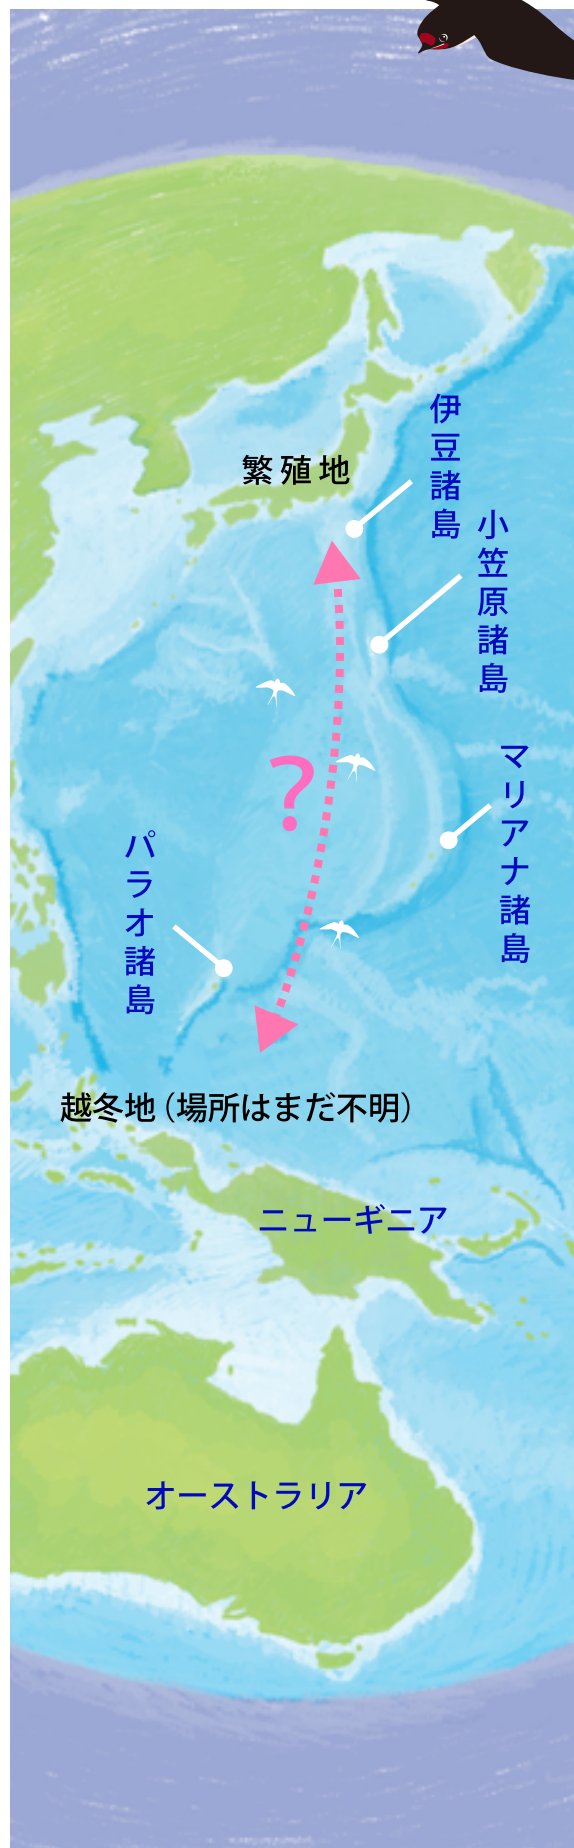 伊豆諸島
繁殖地
小笠原諸島
マリアナ諸島
?
パラオ諸島
越冬地(場所はまだ不明)
ニューギニア
オーストラリア